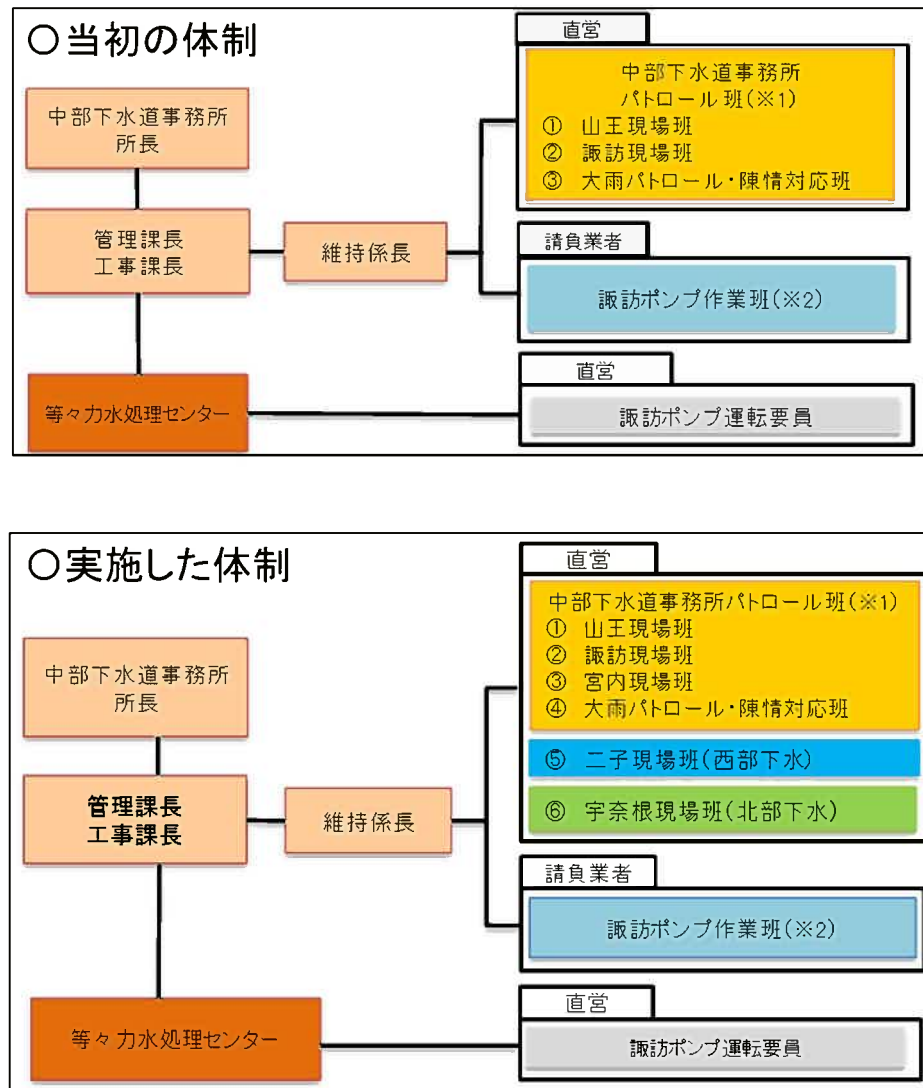 〇当初の体制
中部下水道事務所
所長
管理課長
工事課長
維持係長
等々力水処理センター
直営
中部下水道事務所
パトロール班(※1)
① 山王現場班
② 諏訪現場班
③ 大雨パトロール・陳情対応班
請負業者
諏訪ポンプ作業班(※2)
直営
諏訪ポンプ運転要員
〇実施した体制
中部下水道事務所
所長
管理課長
工事課長
維持係長
等々力水処理センター
直営
中部下水道事務所パトロール班(※1)
① 山王現場班
② 諏訪現場班
③ 宮内現場班
④ 大雨パトロール・陳情対応班
⑤ 二子現場班(西部下水)
⑥ 宇奈根現場班(北部下水)
請負業者
諏訪ポンプ作業班(※2)
直営
諏訪ポンプ運転要員